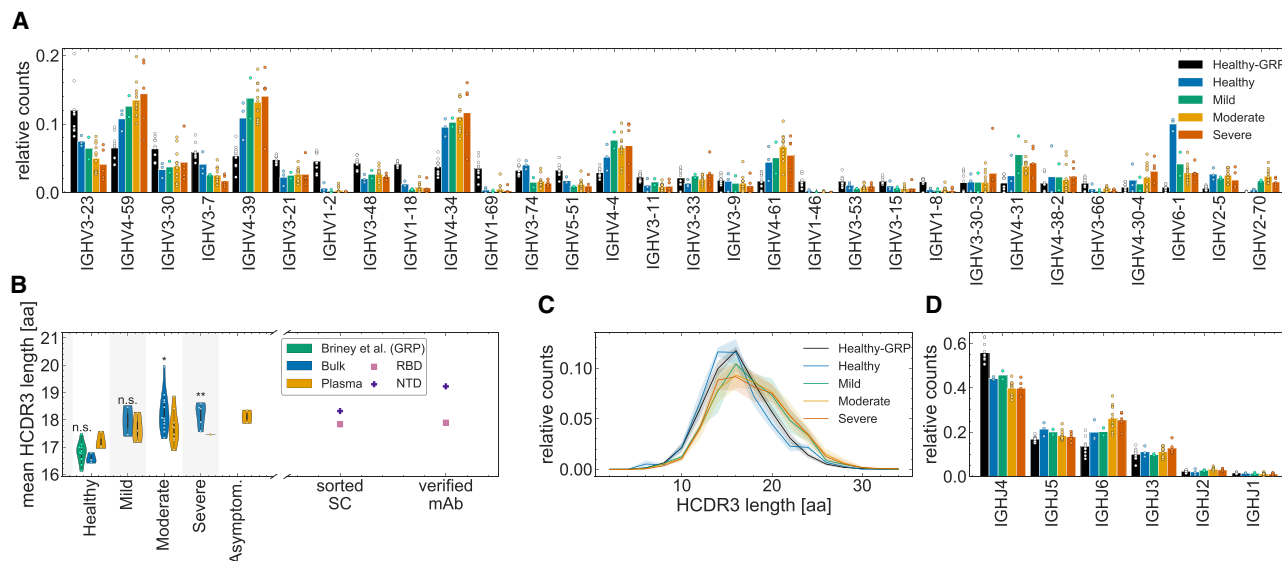 A
relative counts
0.2
0.1
0.0
Healthy-GRP
Healthy
Mild
Moderate
Severe
IGHV3-23
IGHV4-59
IGHV3-30
IGHV3-7
IGHV4-39
IGHV3-21
IGHV1-2
IGHV3-48
IGHV1-18
IGHV4-34
IGHV1-69
IGHV3-74
IGHV5-51
IGHV4-4
IGHV3-11
IGHV3-33
IGHV3-9
IGHV4-61
IGHV1-46
IGHV3-53
IGHV3-15
IGHV1-8
IGHV3-30-3
IGHV4-31
IGHV4-38-2
IGHV3-66
IGHV4-30-4
IGHV6-1
IGHV2-5
IGHV2-70
B
mean HCDR3 length [aa]
21
20
19
18
17
16
n.s.
n.s.
*
**
Briney et al. (GRP)
Bulk
RBD
Plasma
NTD
Healthy
Mild
Moderate
Severe
Asymptom.
sorted
SC
verified
mAb
C
relative counts
0.10
0.05
0.00
Healthy-GRP
Healthy
Mild
Moderate
Severe
10
20
30
HCDR3 length [aa]
D
relative counts
0.6
0.4
0.2
0.0
IGHJ4
IGHJ5
IGHJ6
IGHJ3
IGHJ2
IGHJ1